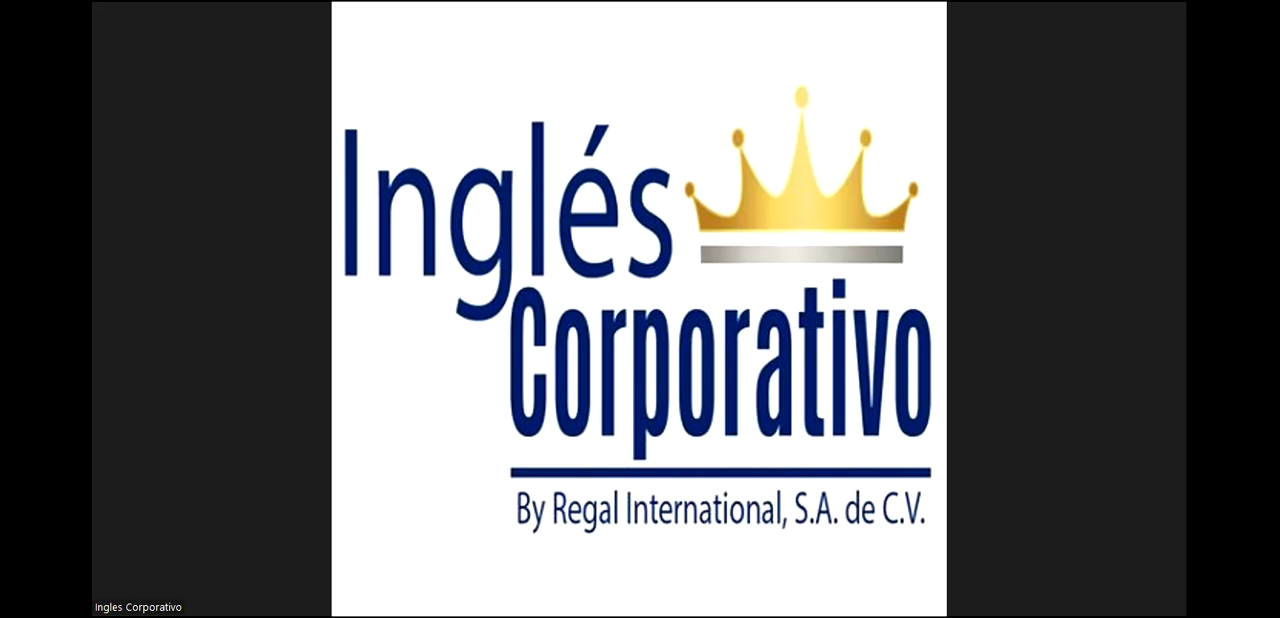 Inglés
Corporativo
By Regal International, S.A. de C.V.
Ingles Corporativo